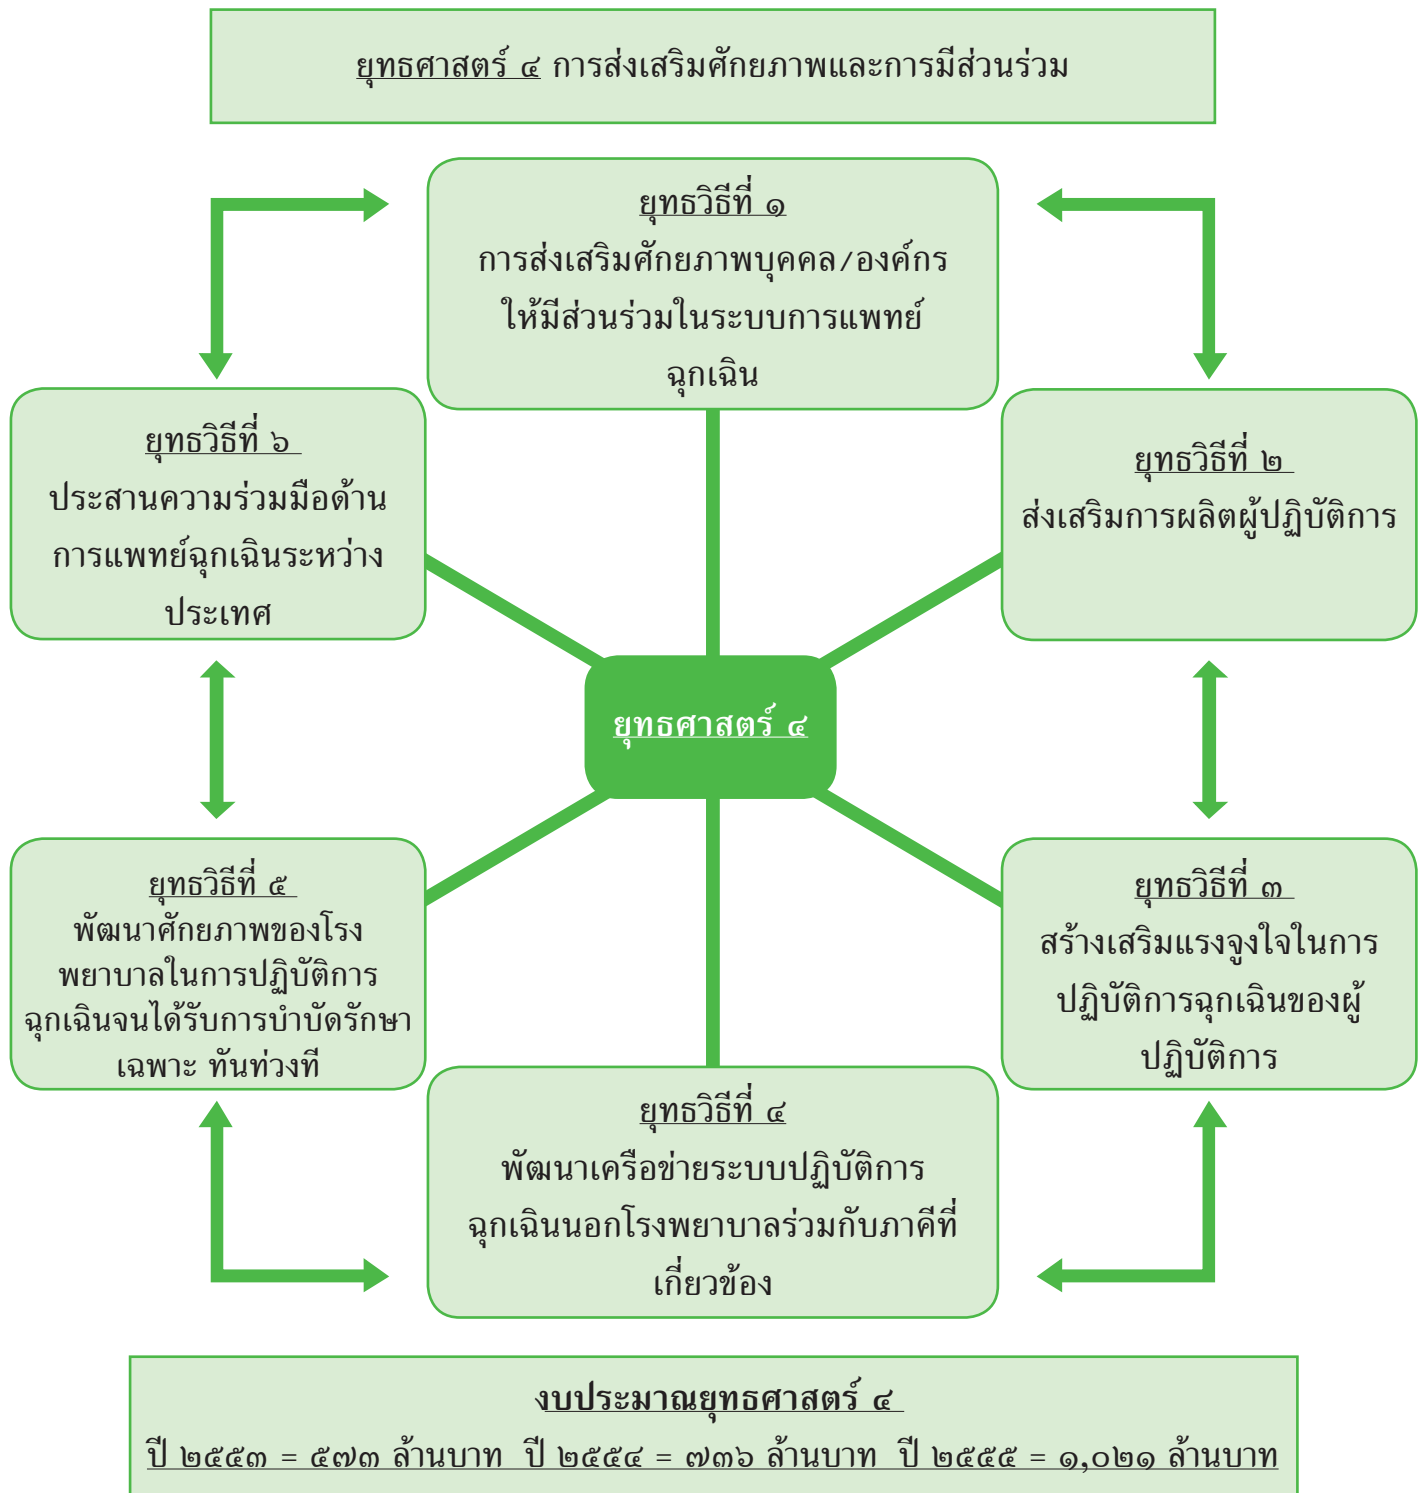 ยุทธศาสตร์ ๔ การส่งเสริมศักยภาพและการมีส่วนร่วม
ยุทธวิธีที่ ๑
การส่งเสริมศักยภาพบุคคล/องค์กร
ให้มีส่วนร่วมในระบบการแพทย์
ฉุกเฉิน
ยุทธวิธีที่ ๖
ประสานความร่วมมือด้าน
การแพทย์ฉุกเฉินระหว่าง
ประเทศ
ยุทธวิธีที่ ๒
ส่งเสริมการผลิตผู้ปฏิบัติการ
ยุทธศาสตร์ ๔
ยุทธวิธีที่ ๕
พัฒนาศักยภาพของโรง
พยาบาลในการปฏิบัติการ
ฉุกเฉินจนได้รับการบำบัดรักษา
เฉพาะ ทันท่วงที
ยุทธวิธีที่ ๓
สร้างเสริมแรงจูงใจในการ
ปฏิบัติการฉุกเฉินของผู้
ปฏิบัติการ
ยุทธวิธีที่ ๔
พัฒนาเครือข่ายระบบปฏิบัติการ
ฉุกเฉินนอกโรงพยาบาลร่วมกับภาคีที่
เกี่ยวข้อง
งบประมาณยุทธศาสตร์ ๔
ปี ๒๕๕๓ = ๕๗๓ ล้านบาท ปี ๒๕๕๔ = ๗๓๖ ล้านบาท ปี ๒๕๕๕ = ๑,๐๒๑ ล้านบาท